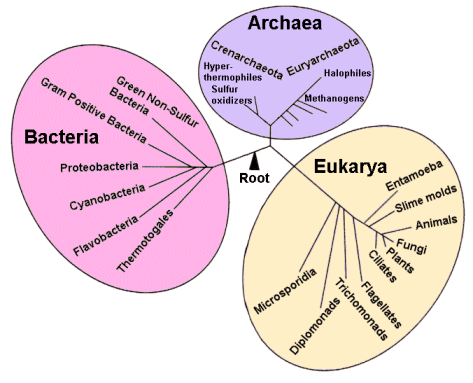 Archaea
Crenarchaeota
Euryarchaeota
Hyper-
thermophiles
Sulfur
oxidizers
Halophiles
Methanogens
Bacteria
Green Non-Sulfur
Bacteria
Gram Positive Bacteria
Proteobacteria
Cyanobacteria
Flavobacteria
Thermotogales
Root
Eukarya
Entamoeba
Slime molds
Animals
Fungi
Plants
Ciliates
Flagellates
Trichomonads
Diplomonads
Microsporidia